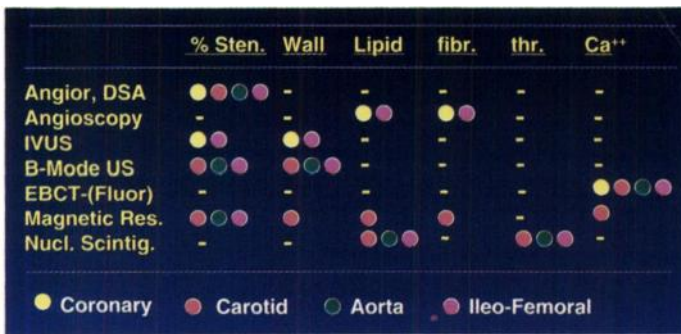 % Sten. Wall Lipid fibr. thr. Ca⁺⁺
Angior, DSA - - - - -
Angioscopy - - - -
IVUS - - - -
B-Mode US - - - -
EBCT-(Fluor) - - - - -
Magnetic Res. -
Nucl. Scintig. - - - -
Coronary Carotid Aorta Ileo-Femoral